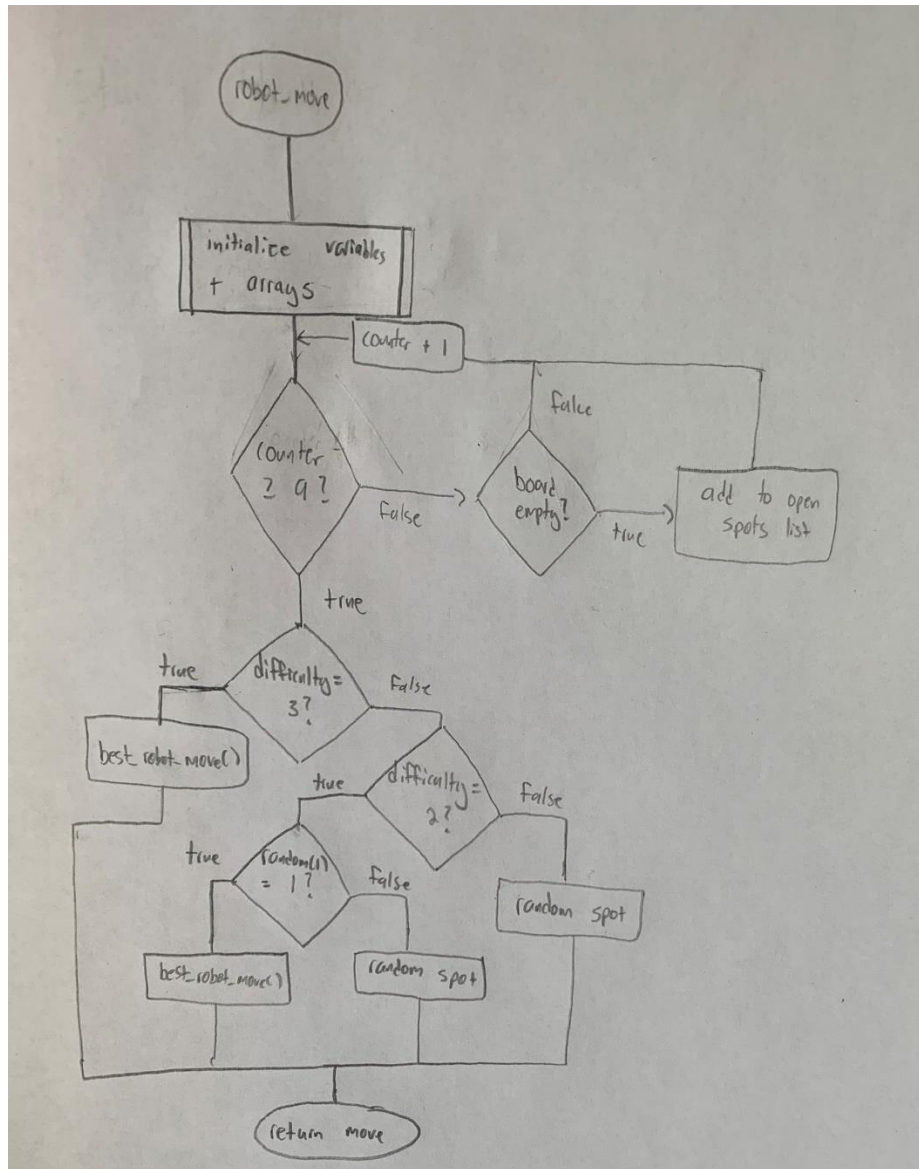 robot_move
initialize variables
+ arrays
counter + 1
counter
≥ 9?
false
false
board
empty?
true
add to open
spots list
true
difficulty=
3?
true
false
best_robot_move()
difficulty=
2?
true
false
random(1)
= 1?
true
false
random spot
best_robot_move()
random spot
return move